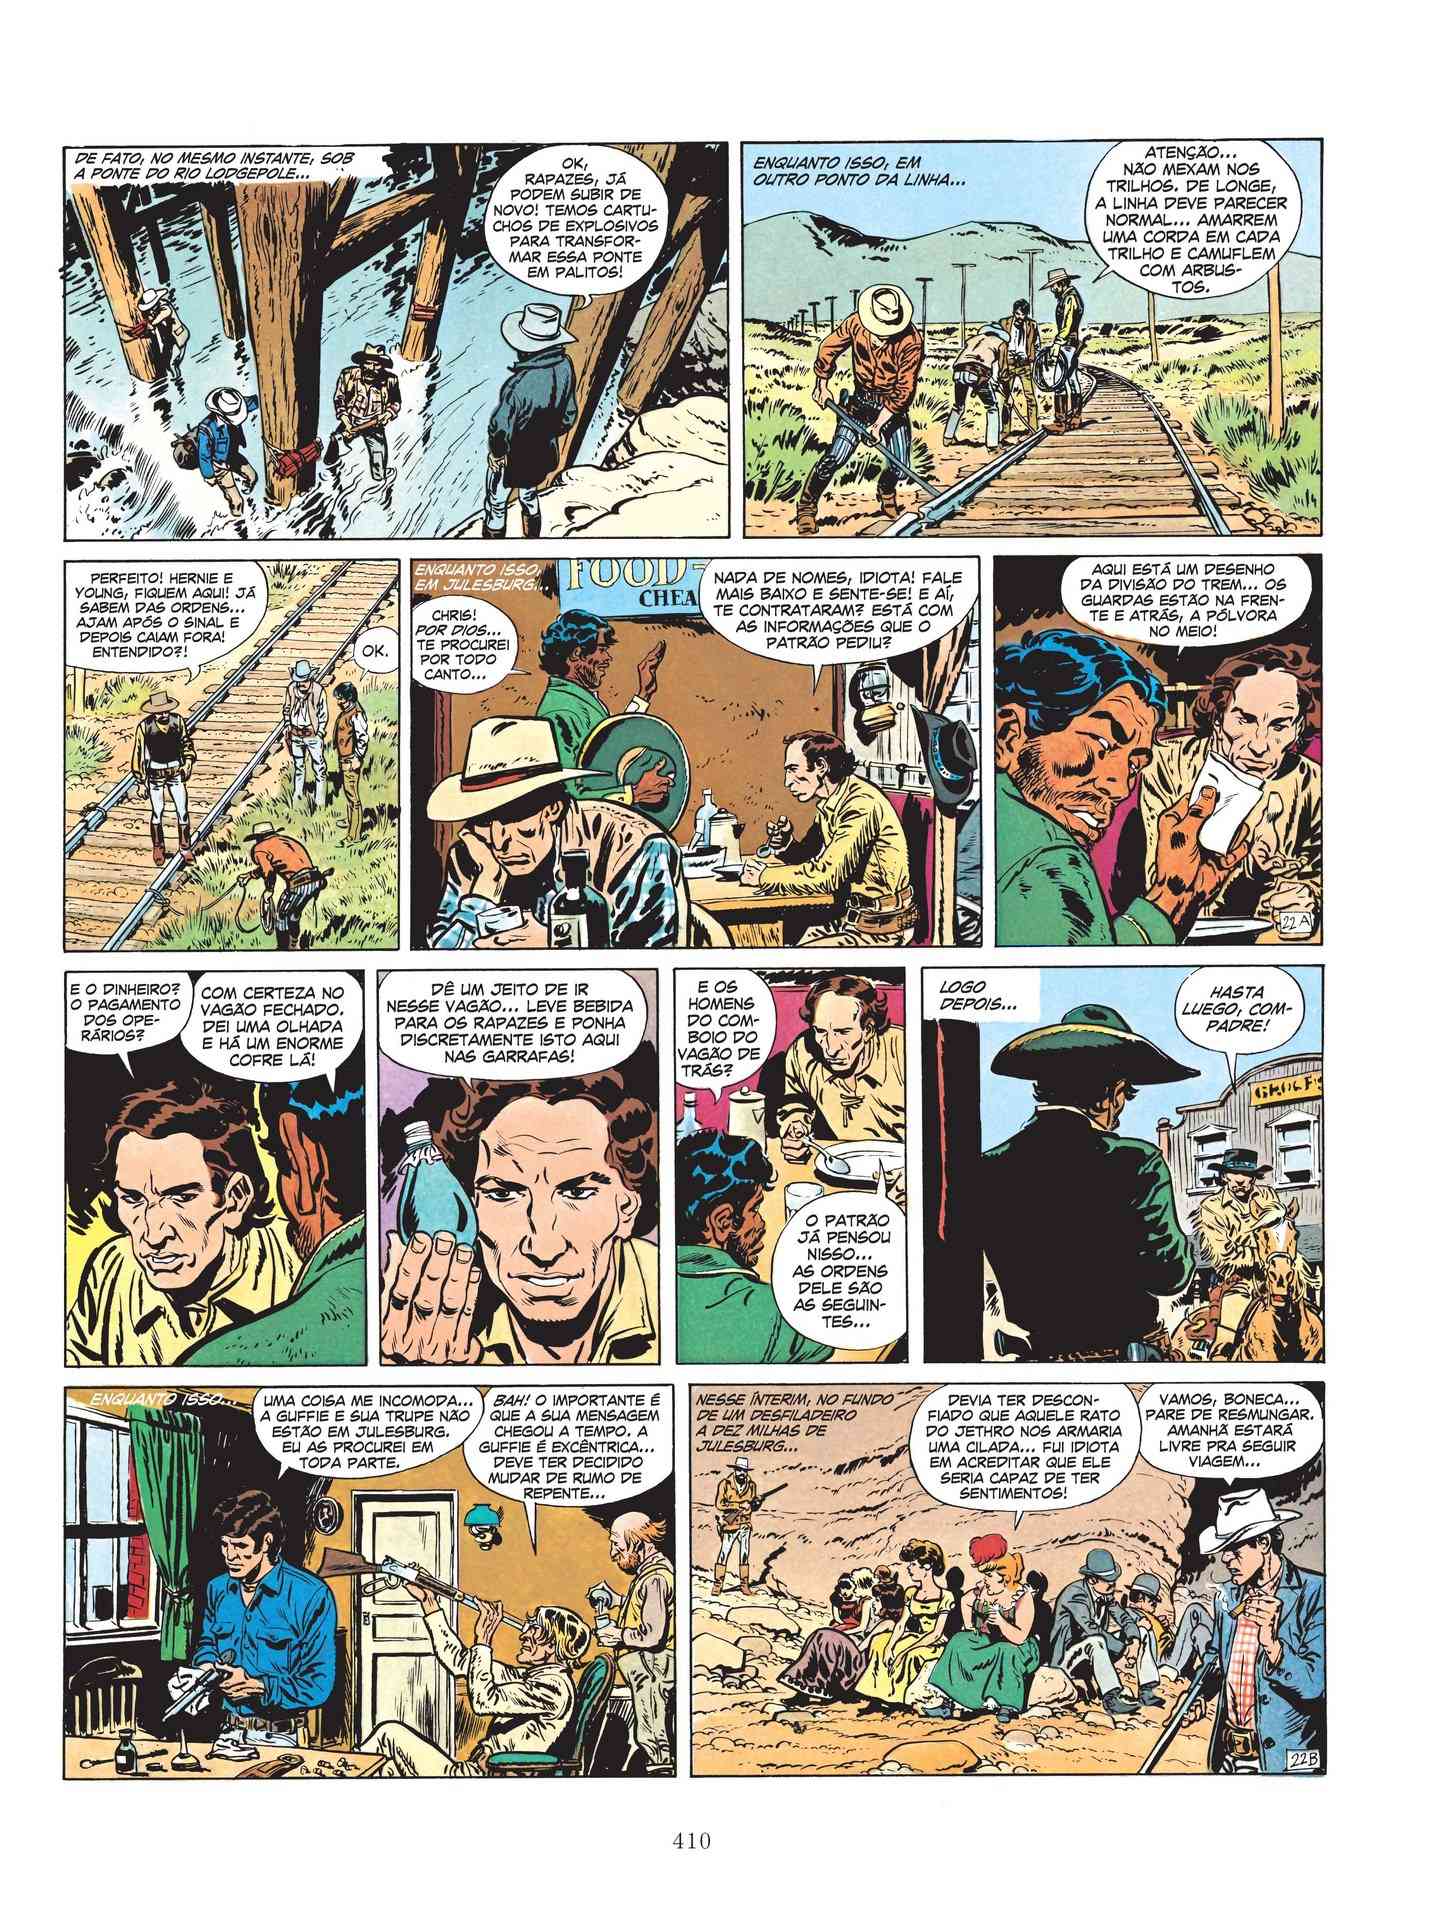 DE FATO, NO MESMO INSTANTE, SOB
A PONTE DO RIO LODGEPOLE...
OK,
RAPAZES, JÁ
PODEM SUBIR DE
NOVO! TEMOS CARTU-
CHOS DE EXPLOSIVOS
PARA TRANSFOR-
MAR ESSA PONTE
EM PALITOS!
ENQUANTO ISSO, EM
OUTRO PONTO DA LINHA...
ATENÇÃO...
NÃO MEXAM NOS
TRILHOS. DE LONGE,
A LINHA DEVE PARECER
NORMAL... AMARREM
UMA CORDA EM CADA
TRILHO E CAMUFLEM
COM ARBUS-
TOS.
PERFEITO! HERNIE E
YOUNG, FIQUEM AQUI! JÁ
SABEM DAS ORDENS...
AJAM APÓS O SINAL E
DEPOIS CAIAM FORA!
ENTENDIDO?!
OK.
ENQUANTO ISSO,
EM JULESBURG...
FOOD-
CHEA
CHRIS!
POR DIOS...
TE PROCUREI
POR TODO
CANTO...
NADA DE NOMES, IDIOTA! FALE
MAIS BAIXO E SENTE-SE! E AÍ,
TE CONTRATARAM? ESTÁ COM
AS INFORMAÇÕES QUE O
PATRÃO PEDIU?
AQUI ESTÁ UM DESENHO
DA DIVISÃO DO TREM... OS
GUARDAS ESTÃO NA FREN-
TE E ATRÁS, A PÓLVORA
NO MEIO!
22A
E O DINHEIRO?
O PAGAMENTO
DOS OPE-
RÁRIOS?
COM CERTEZA NO
VAGÃO FECHADO.
DEI UMA OLHADA
E HÁ UM ENORME
COFRE LÁ!
DÊ UM JEITO DE IR
NESSE VAGÃO... LEVE BEBIDA
PARA OS RAPAZES E PONHA
DISCRETAMENTE ISTO AQUI
NAS GARRAFAS!
E OS
HOMENS
DO COM-
BOIO DO
VAGÃO DE
TRÁS?
O PATRÃO
JÁ PENSOU
NISSO...
AS ORDENS
DELE SÃO
AS SEGUIN-
TES...
LOGO
DEPOIS...
HASTA
LUEGO, COM-
PADRE!
ENQUANTO ISSO...
UMA COISA ME INCOMODA...
A GUFFIE E SUA TRUPE NÃO
ESTÃO EM JULESBURG.
EU AS PROCUREI EM
TODA PARTE.
BAH! O IMPORTANTE É
QUE A SUA MENSAGEM
CHEGOU A TEMPO. A
GUFFIE É EXCÊNTRICA...
DEVE TER DECIDIDO
MUDAR DE RUMO DE
REPENTE...
NESSE ÍNTERIM, NO FUNDO
DE UM DESFILADEIRO
A DEZ MILHAS DE
JULESBURG...
DEVIA TER DESCON-
FIADO QUE AQUELE RATO
DO JETHRO NOS ARMARIA
UMA CILADA... FUI IDIOTA
EM ACREDITAR QUE ELE
SERIA CAPAZ DE TER
SENTIMENTOS!
VAMOS, BONECA...
PARE DE RESMUNGAR.
AMANHÃ ESTARÁ
LIVRE PRA SEGUIR
VIAGEM...
22B
410